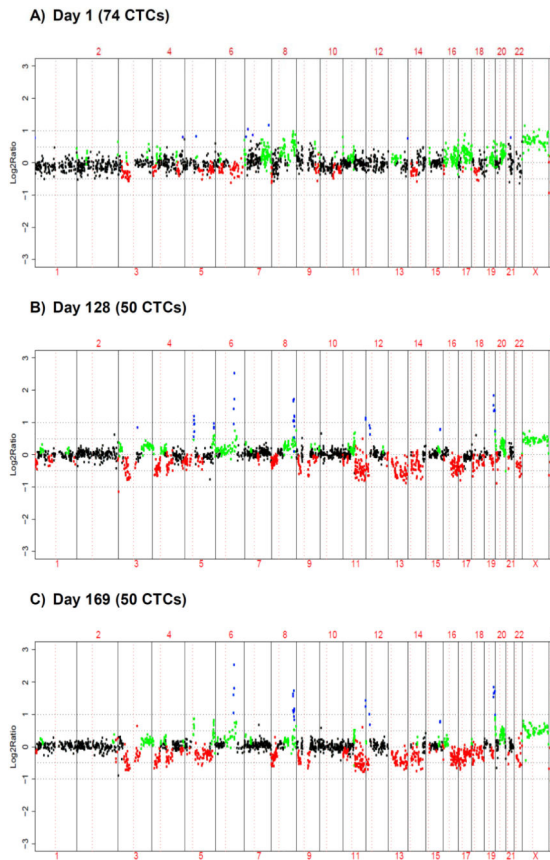 A) Day 1 (74 CTCs)
2 4 6 8 10 12 14 16 18 20 22
Log2Ratio
3
2
1
0
−1
−2
−3
1 3 5 7 9 11 13 15 17 19 21 X
B) Day 128 (50 CTCs)
2 4 6 8 10 12 14 16 18 20 22
Log2Ratio
3
2
1
0
−1
−2
−3
1 3 5 7 9 11 13 15 17 19 21 X
C) Day 169 (50 CTCs)
2 4 6 8 10 12 14 16 18 20 22
Log2Ratio
3
2
1
0
−1
−2
−3
1 3 5 7 9 11 13 15 17 19 21 X